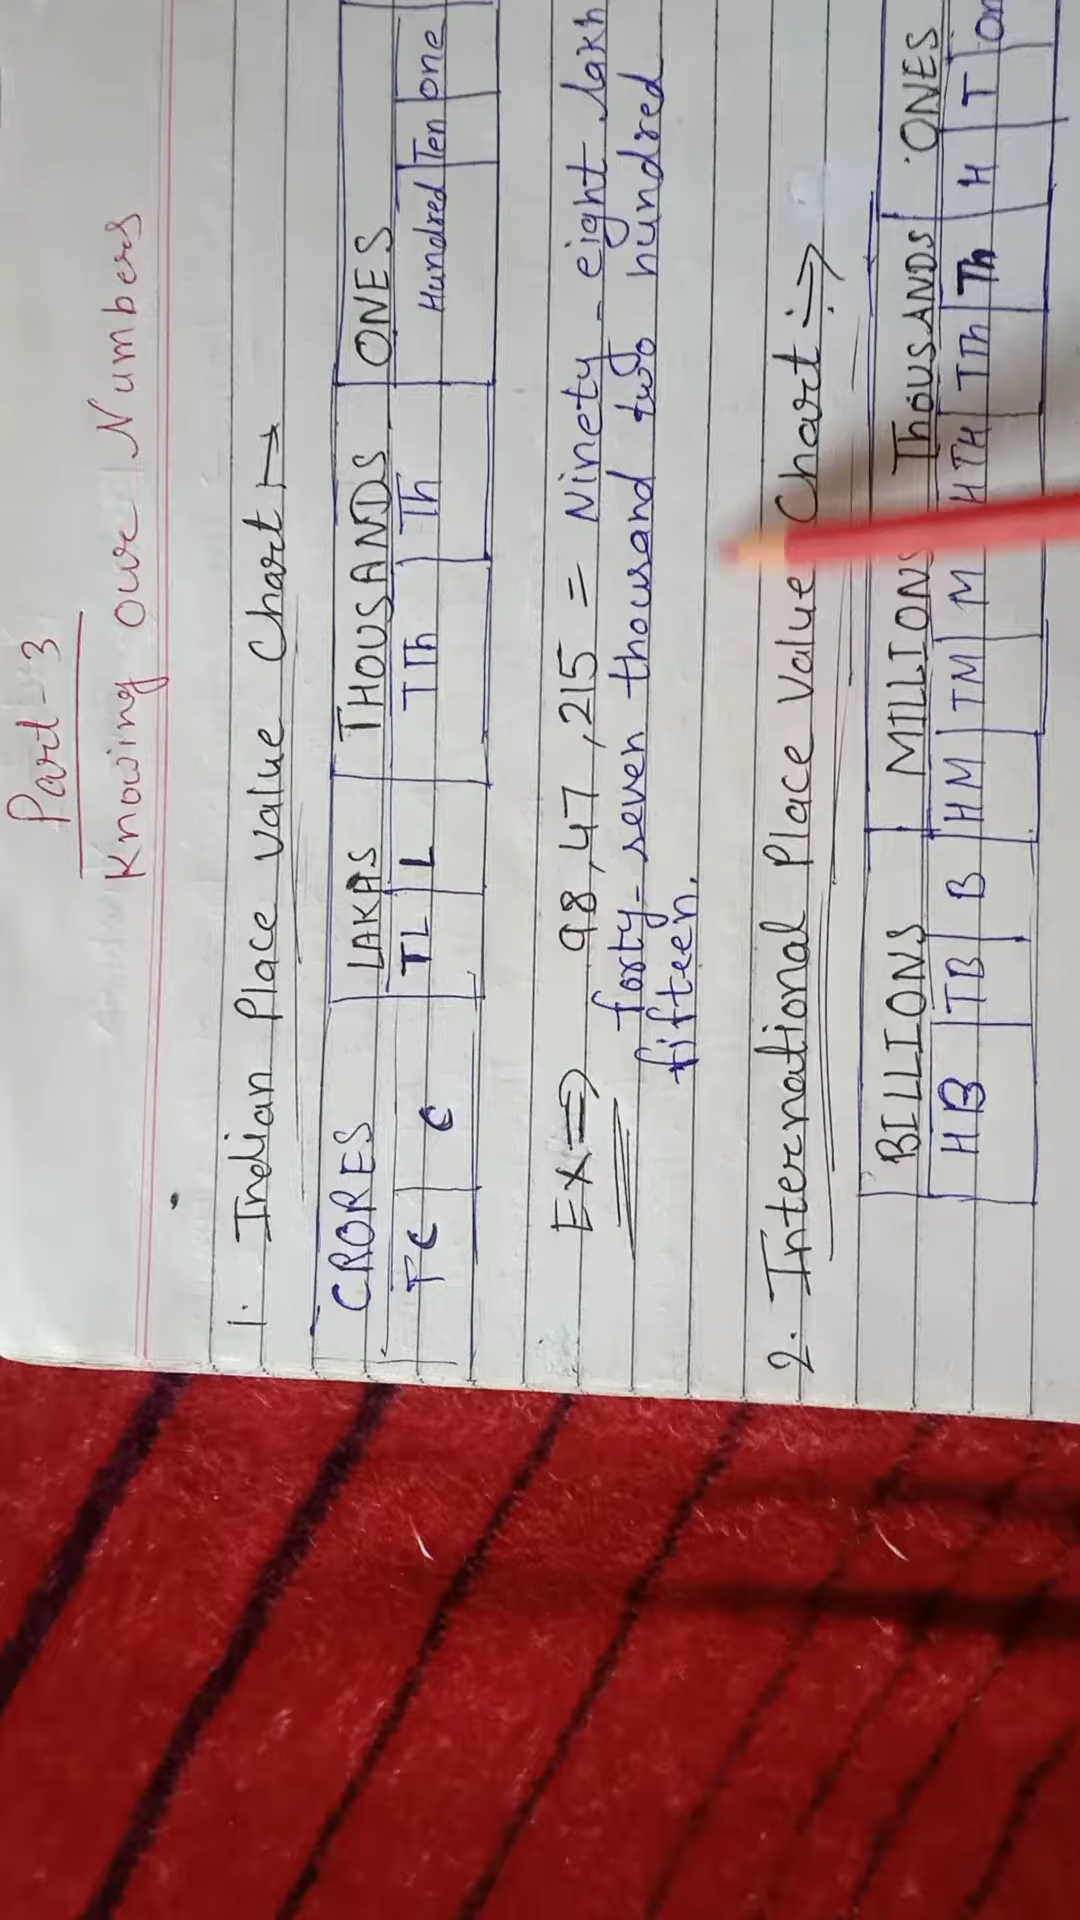 Part-3
Knowing our Numbers
1. Indian Place Value Chart →
CRORES LAKHS THOUSANDS ONES
TC C TL L TTh Th Hundred Ten one
Ex ⇒ 98,47,215 = Ninety-eight lakh
forty-seven thousand two hundred
fifteen.
2. International Place Value Chart :⇒
BILLIONS MILLIONS THOUSANDS ONES
HB TB B HM TM M HTH TTh Th H T